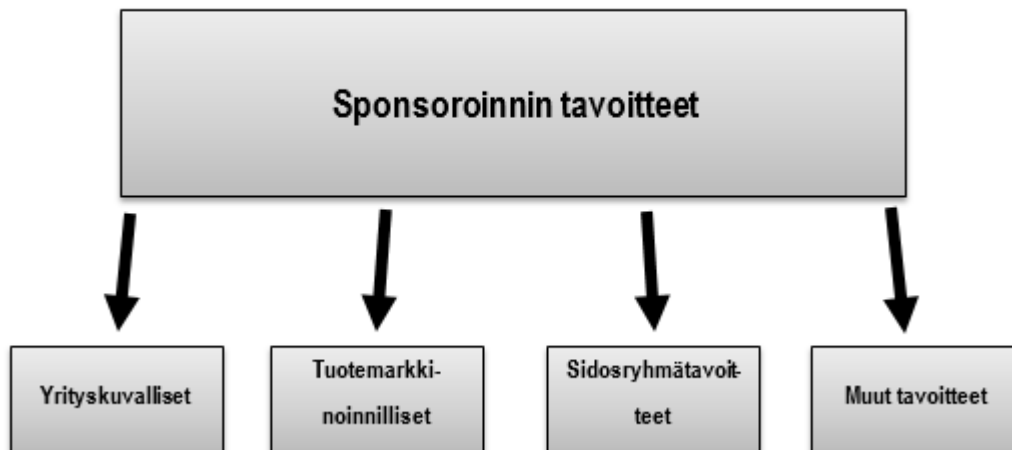 Sponsoroinnin tavoitteet
Yrityskuvalliset
Tuotemarkki-
noinnilliset
Sidosryhmätavoit-
teet
Muut tavoitteet